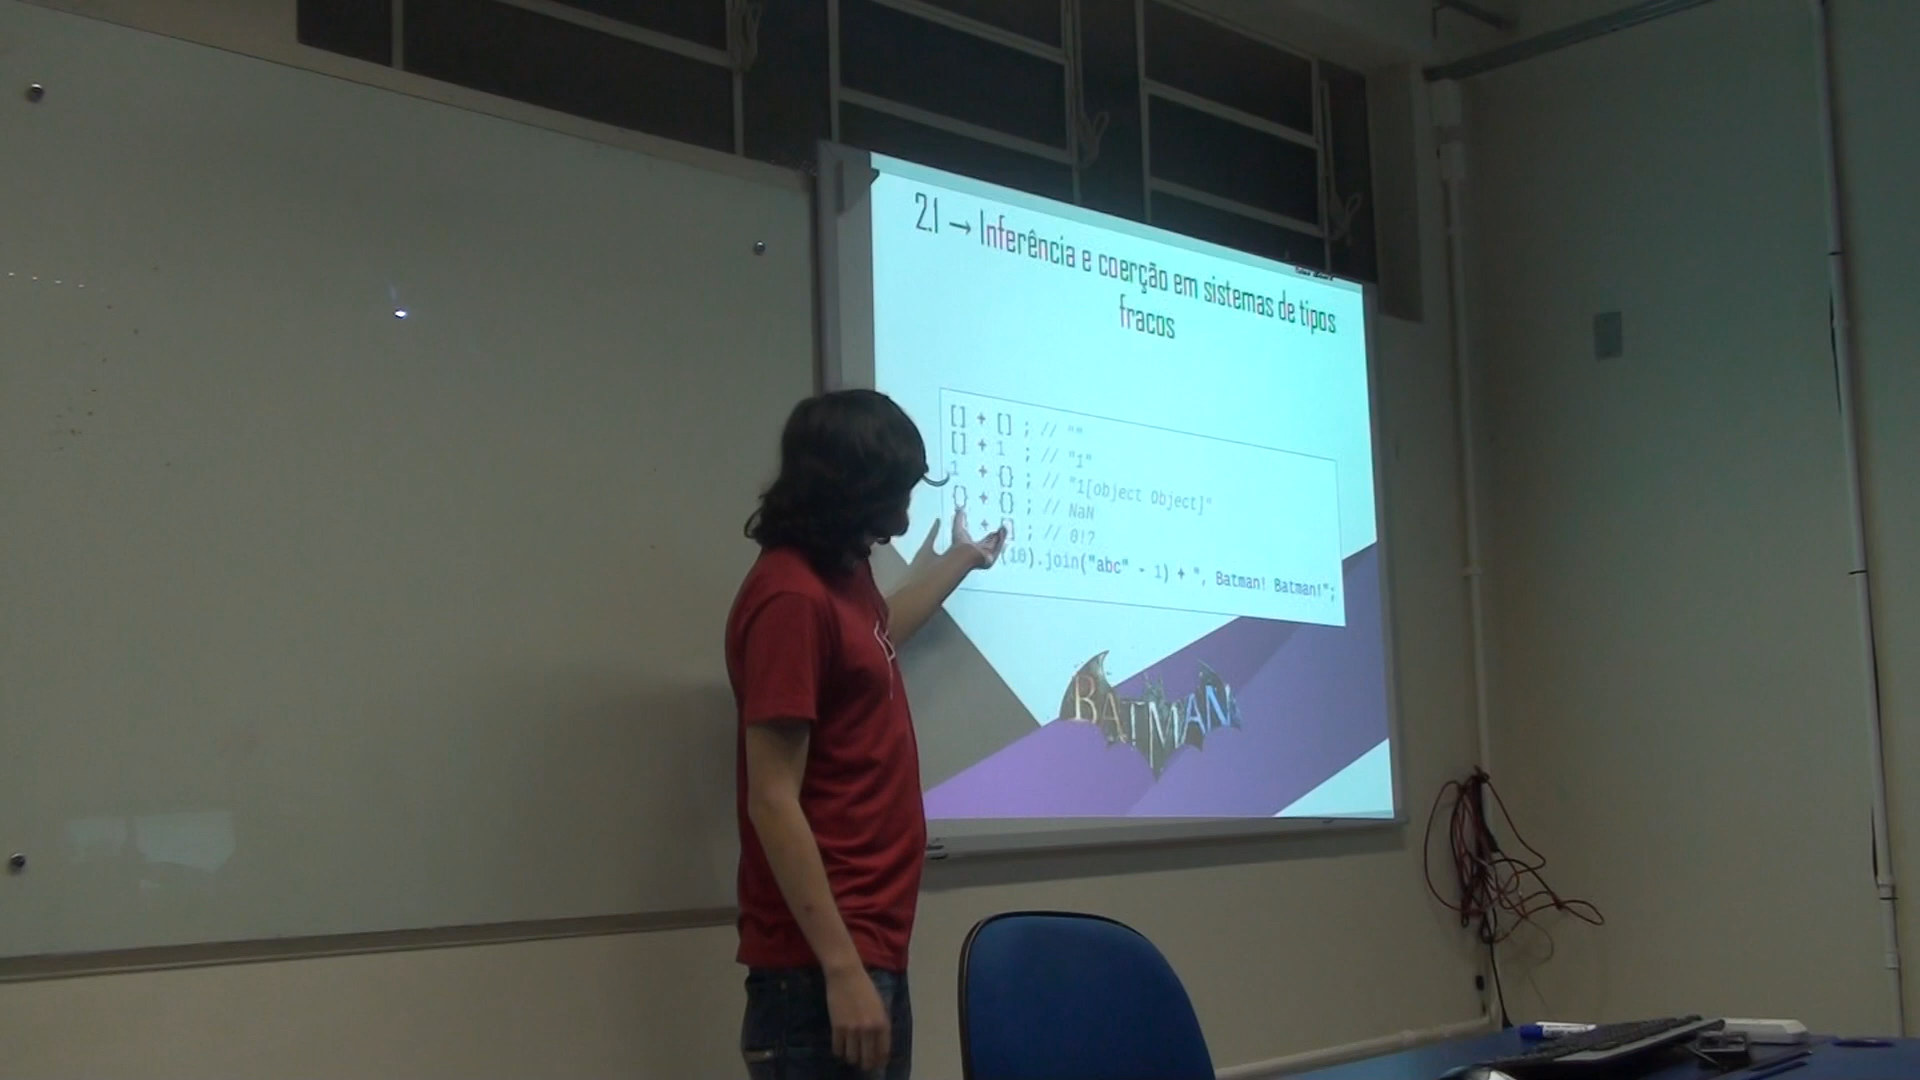 2.1 → Inferência e coerção em sistemas de tipos
fracos
[] + [] ; // ""
[] + 1 ; // "1"
1 + {} ; // "1[object Object]"
{} + {} ; // NaN
+ [] ; // 0!?
(10).join("abc" - 1) + ", Batman! Batman!";
BATMAN